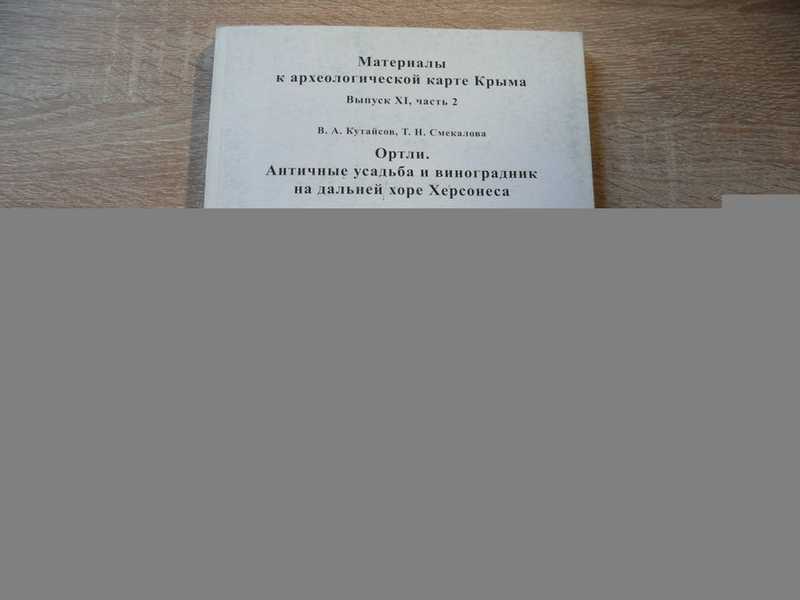 Материалы
к археологической карте Крыма
Выпуск XI, часть 2
В. А. Кутайсов, Т. Н. Смекалова
Ортли.
Античные усадьба и виноградник
на дальней хоре Херсонеса